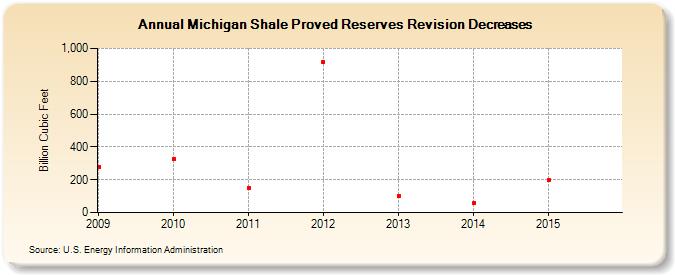 Annual Michigan Shale Proved Reserves Revision Decreases
Billion Cubic Feet
1,000
800
600
400
200
0
2009 2010 2011 2012 2013 2014 2015
Source: U.S. Energy Information Administration